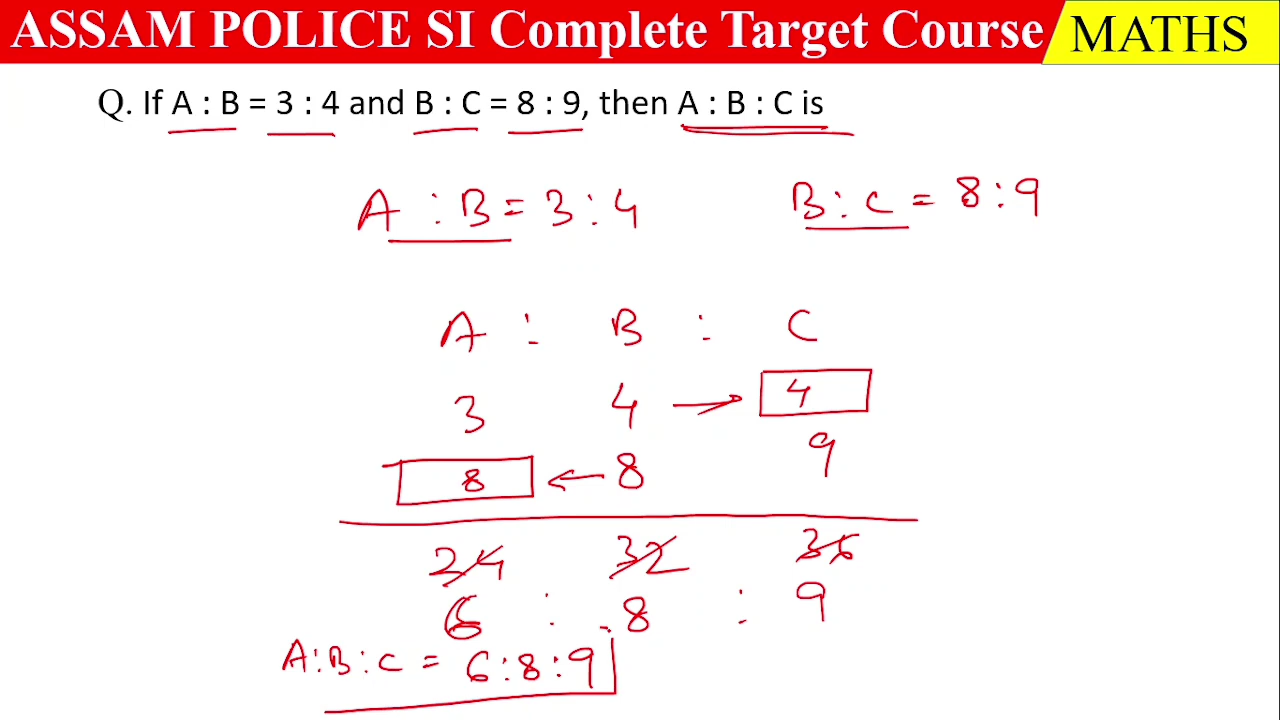 ASSAM POLICE SI Complete Target Course MATHS
Q. If A : B = 3 : 4 and B : C = 8 : 9, then A : B : C is
A : B = 3 : 4 B : C = 8 : 9
A : B : C
3 4 → 4
9
8 ← 8
24 32 36
6 : 8 : 9
A : B : C = 6 : 8 : 9